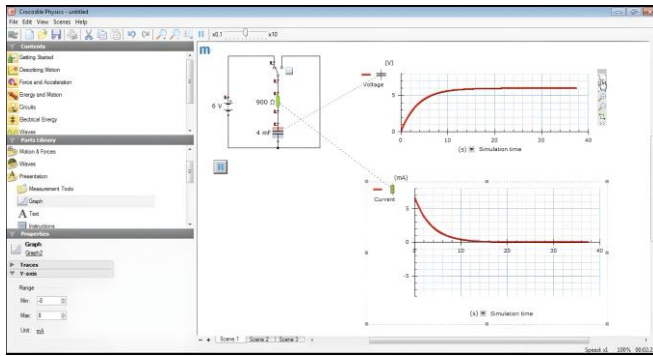 Crocodile Physics - untitled
File Edit View Scenes Help
x0.1 x10
Contents
Getting Started
Describing Motion
Force and Acceleration
Energy and Motion
Circuits
Electrical Energy
Waves
Parts Library
Motion & Forces
Waves
Presentation
Measurement Tools
Graph
Text
Instructions
Properties
Graph
Graph2
Traces
Y-axis
Range
Min: -8
Max: 8
Unit: mA
m
6 V
900 Ω
4 mF
(V)
Voltage
5
0
0 10 20 30 40
(s) Simulation time
(mA)
Current
5
0
0 10 20 30 40
-5
(s) Simulation time
Scene 1 Scene 2 Scene 3
Speed: x1 100%